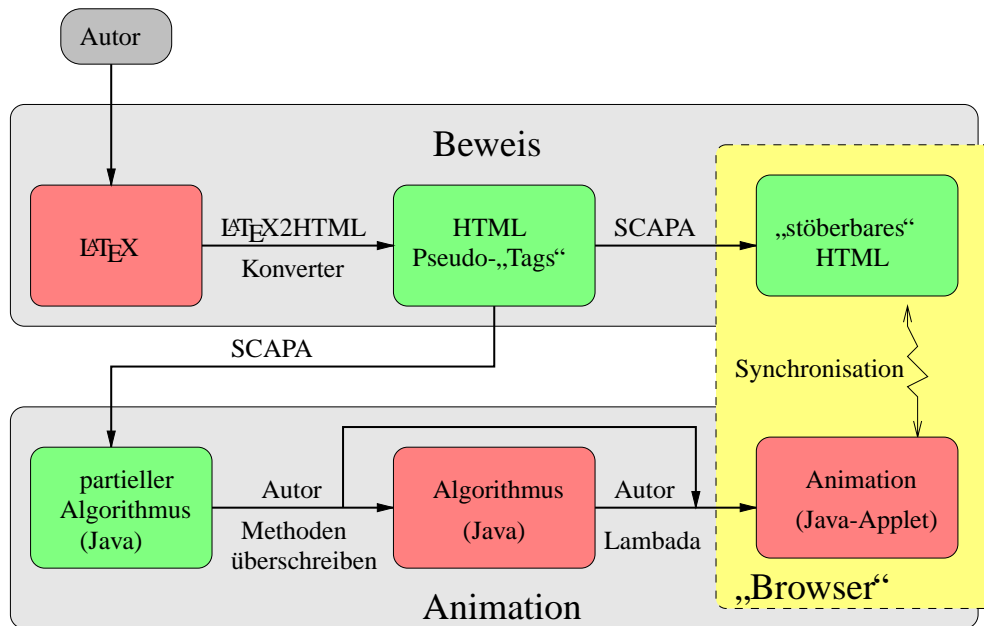 Autor
Beweis
LATEX
LATEX2HTML
Konverter
HTML
Pseudo-„Tags“
SCAPA
„stöberbares“
HTML
SCAPA
Synchronisation
partieller
Algorithmus
(Java)
Autor
Methoden
überschreiben
Algorithmus
(Java)
Autor
Lambada
Animation
(Java-Applet)
„Browser“
Animation